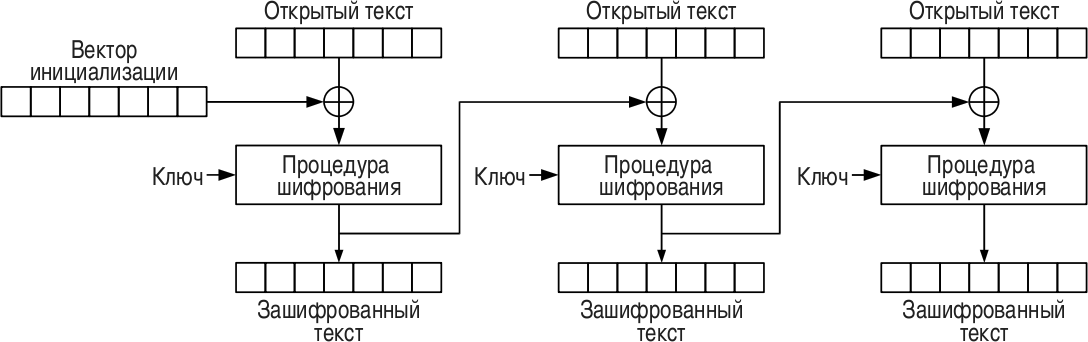 Открытый текст
Открытый текст
Открытый текст
Вектор
инициализации
Ключ
Процедура
шифрования
Ключ
Процедура
шифрования
Ключ
Процедура
шифрования
Зашифрованный
текст
Зашифрованный
текст
Зашифрованный
текст